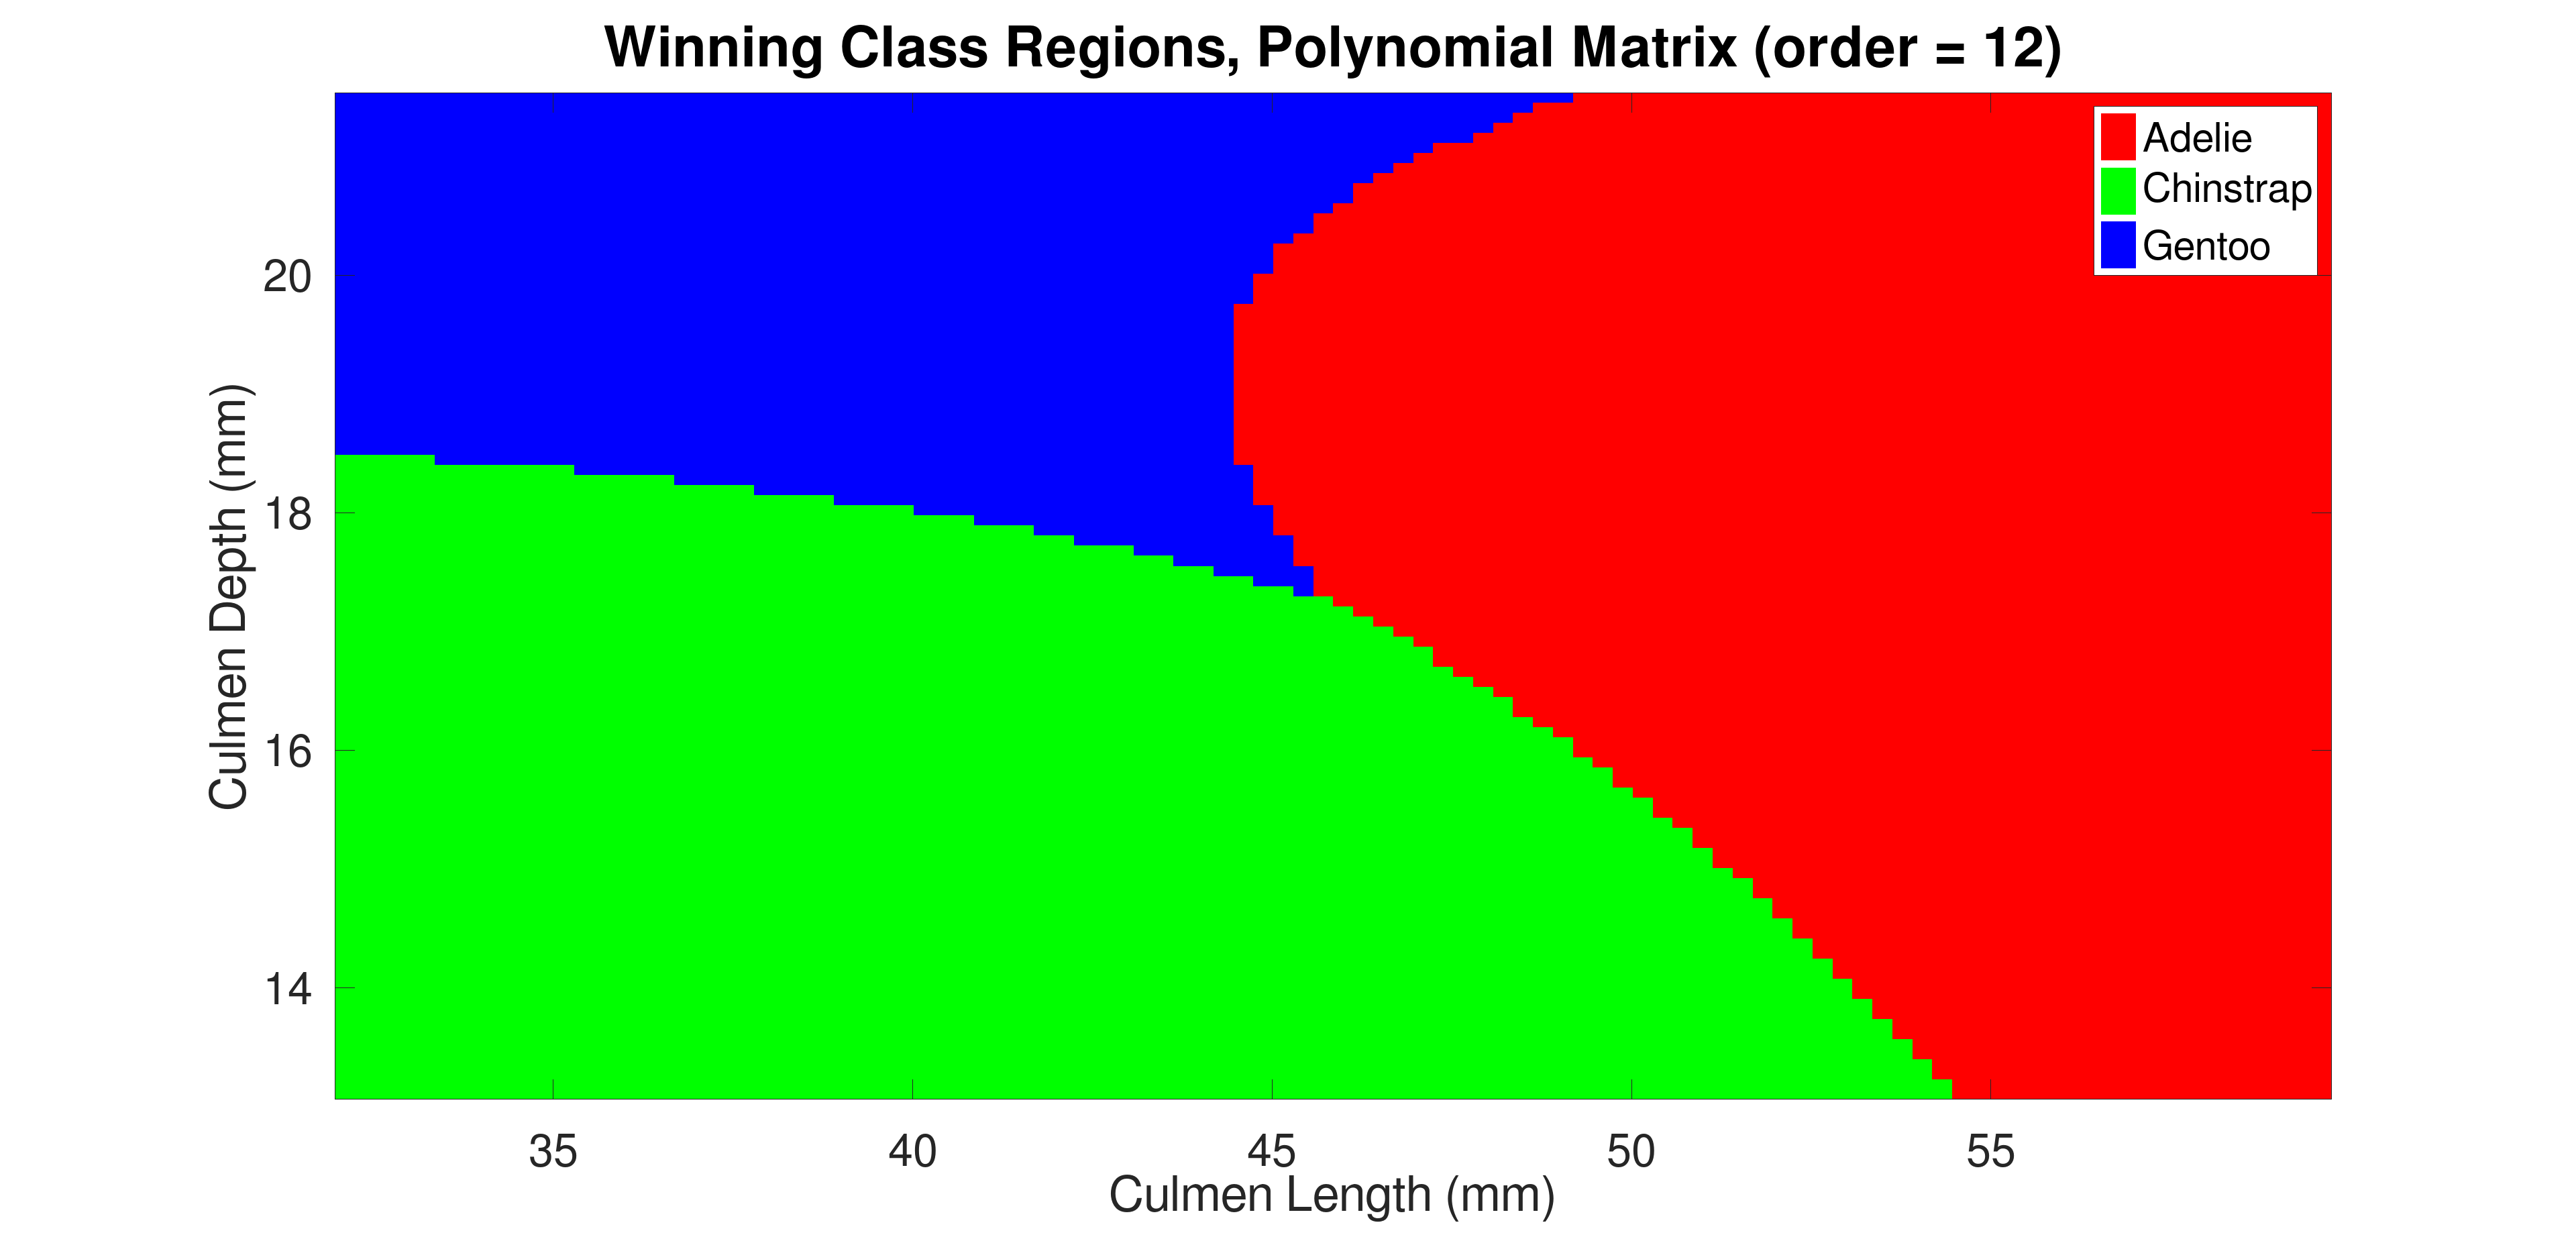 Winning Class Regions, Polynomial Matrix (order = 12)
Adelie
Chinstrap
Gentoo
Culmen Depth (mm)
20
18
16
14
35 40 45 50 55
Culmen Length (mm)